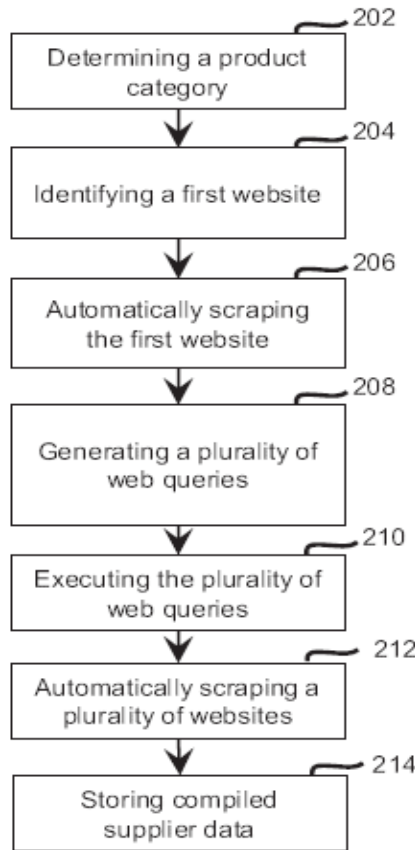 202
Determining a product
category
204
Identifying a first website
206
Automatically scraping
the first website
208
Generating a plurality of
web queries
210
Executing the plurality of
web queries
212
Automatically scraping a
plurality of websites
214
Storing compiled
supplier data